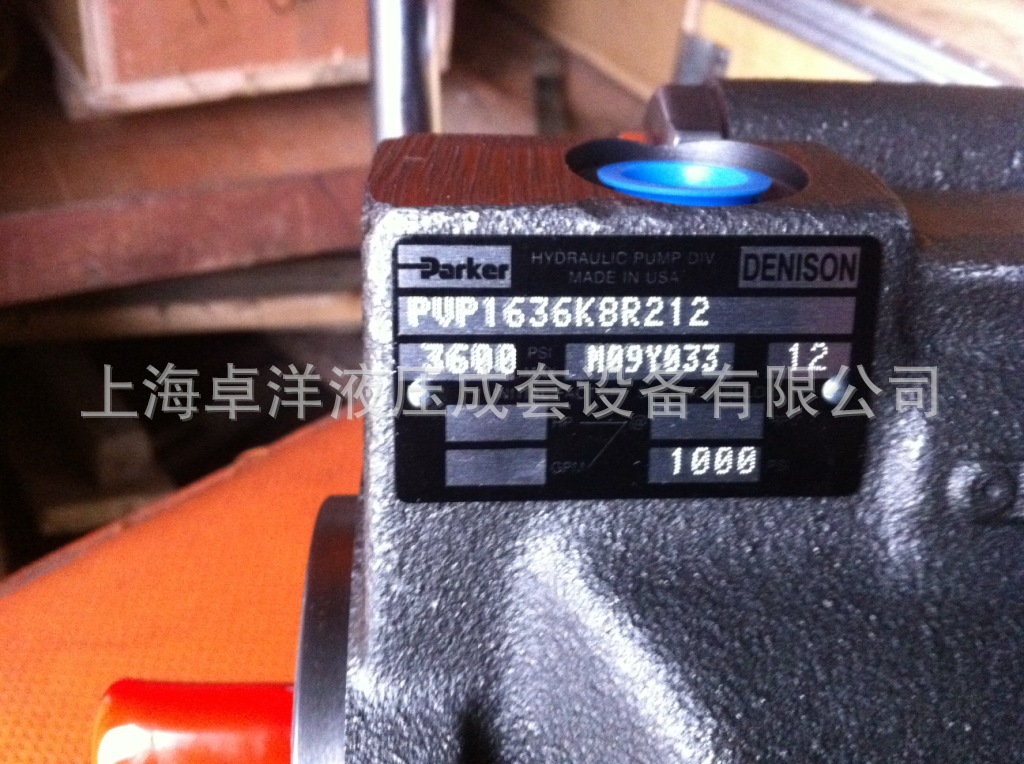 Parker HYDRAULIC PUMP DIV. DENISON
MADE IN USA
PVP1636K8R212
3600 PSI M09Y033 12
上海卓洋液压成套设备有限公司
HP
GPM 1000 PSI